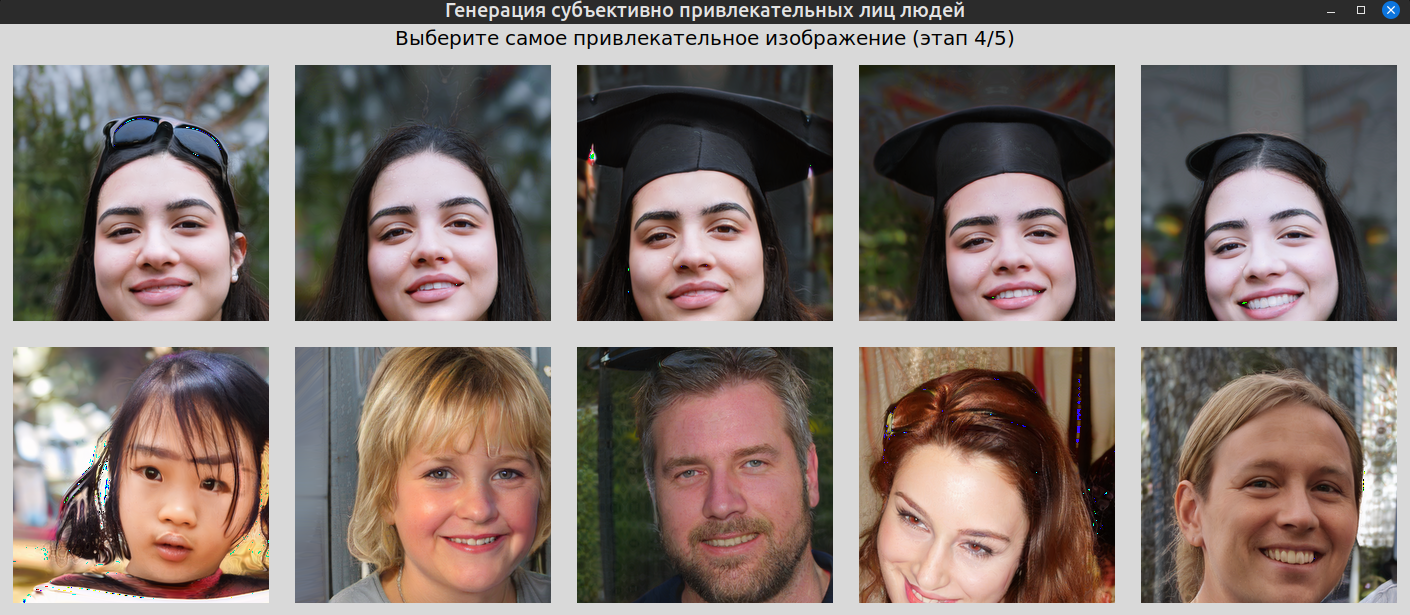 Генерация субъективно привлекательных лиц людей
Выберите самое привлекательное изображение (этап 4/5)